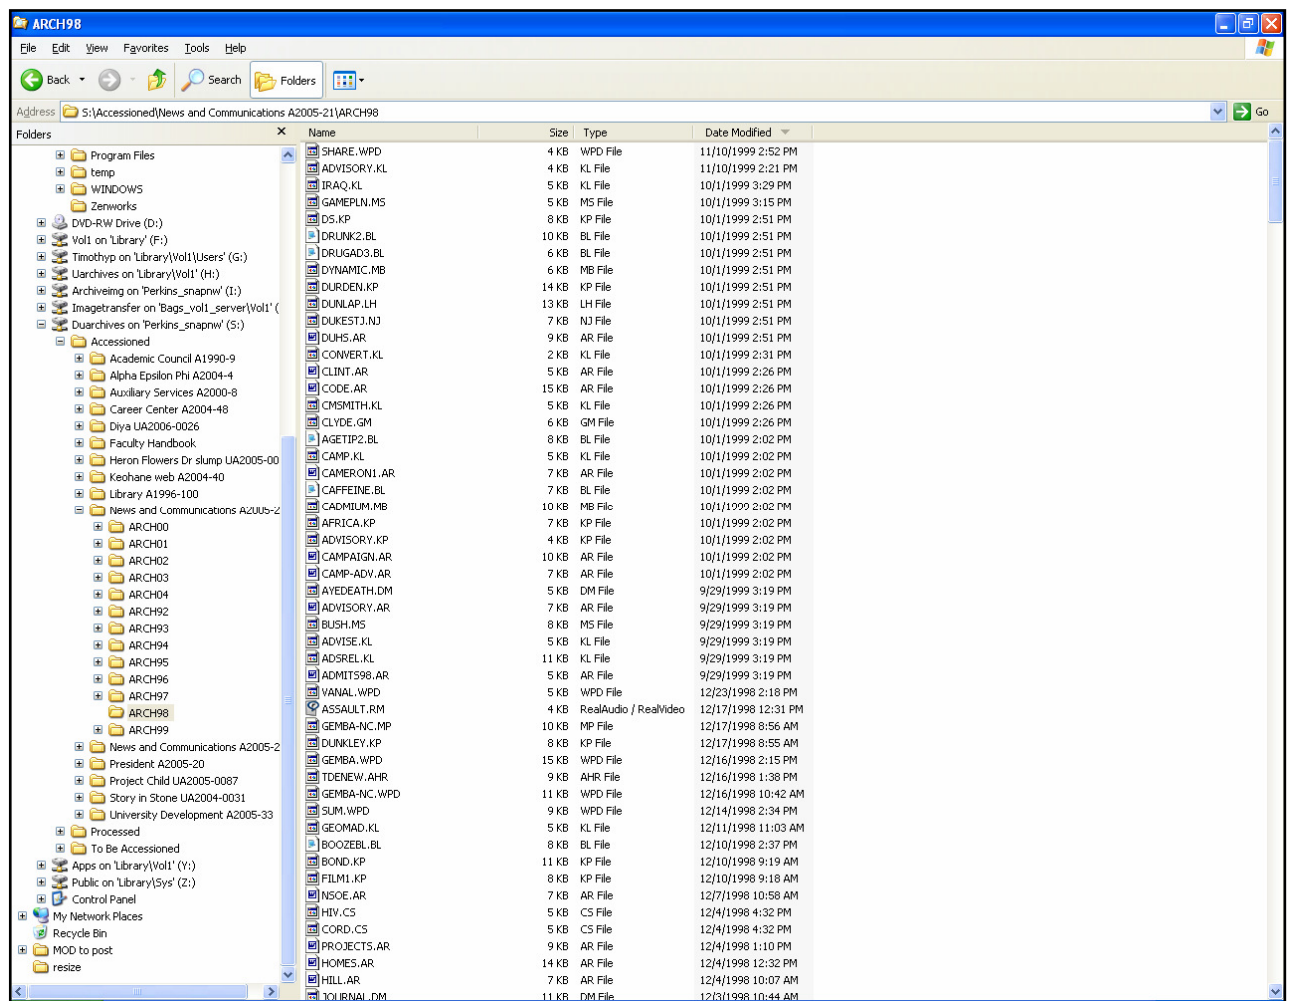 ARCH98
File Edit View Favorites Tools Help
Back Search Folders
Address S:\Accessioned\News and Communications A2005-21\ARCH98 Go
Folders
Program Files
temp
WINDOWS
Zenworks
DVD-RW Drive (D:)
Vol1 on 'Library' (F:)
Timothyp on 'Library\Vol1\Users' (G:)
Uarchives on 'Library\Vol1' (H:)
Archiveimg on 'Perkins_snapnw' (I:)
Imagetransfer on 'Bags_vol1_server\Vol1' (
Duarchives on 'Perkins_snapnw' (S:)
Accessioned
Academic Council A1990-9
Alpha Epsilon Phi A2004-4
Auxiliary Services A2000-8
Career Center A2004-48
Diya UA2006-0026
Faculty Handbook
Heron Flowers Dr slump UA2005-00
Keohane web A2004-40
Library A1996-100
News and Communications A2005-2
ARCH00
ARCH01
ARCH02
ARCH03
ARCH04
ARCH92
ARCH93
ARCH94
ARCH95
ARCH96
ARCH97
ARCH98
ARCH99
News and Communications A2005-2
President A2005-20
Project Child UA2005-0087
Story in Stone UA2004-0031
University Development A2005-33
Processed
To Be Accessioned
Apps on 'Library\Vol1' (Y:)
Public on 'Library\Sys' (Z:)
Control Panel
My Network Places
Recycle Bin
MOD to post
resize
Name Size Type Date Modified
SHARE.WPD 4 KB WPD File 11/10/1999 2:52 PM
ADVISORY.KL 4 KB KL File 11/10/1999 2:21 PM
IRAQ.KL 5 KB KL File 10/1/1999 3:29 PM
GAMEPLN.MS 5 KB MS File 10/1/1999 3:15 PM
DS.KP 8 KB KP File 10/1/1999 2:51 PM
DRUNK2.BL 10 KB BL File 10/1/1999 2:51 PM
DRUGAD3.BL 6 KB BL File 10/1/1999 2:51 PM
DYNAMIC.MB 6 KB MB File 10/1/1999 2:51 PM
DURDEN.KP 14 KB KP File 10/1/1999 2:51 PM
DUNLAP.LH 13 KB LH File 10/1/1999 2:51 PM
DUKESTJ.NJ 7 KB NJ File 10/1/1999 2:51 PM
DUHS.AR 9 KB AR File 10/1/1999 2:51 PM
CONVERT.KL 2 KB KL File 10/1/1999 2:31 PM
CLINT.AR 5 KB AR File 10/1/1999 2:26 PM
CODE.AR 15 KB AR File 10/1/1999 2:26 PM
CMSMITH.KL 5 KB KL File 10/1/1999 2:26 PM
CLYDE.GM 6 KB GM File 10/1/1999 2:26 PM
AGETIP2.BL 8 KB BL File 10/1/1999 2:02 PM
CAMP.KL 5 KB KL File 10/1/1999 2:02 PM
CAMERON1.AR 7 KB AR File 10/1/1999 2:02 PM
CAFFEINE.BL 7 KB BL File 10/1/1999 2:02 PM
CADMIUM.MB 10 KB MB File 10/1/1999 2:02 PM
AFRICA.KP 7 KB KP File 10/1/1999 2:02 PM
ADVISORY.KP 4 KB KP File 10/1/1999 2:02 PM
CAMPAIGN.AR 10 KB AR File 10/1/1999 2:02 PM
CAMP-ADV.AR 7 KB AR File 10/1/1999 2:02 PM
AYEDEATH.DM 5 KB DM File 9/29/1999 3:19 PM
ADVISORY.AR 7 KB AR File 9/29/1999 3:19 PM
BUSH.MS 8 KB MS File 9/29/1999 3:19 PM
ADVISE.KL 5 KB KL File 9/29/1999 3:19 PM
ADSREL.KL 11 KB KL File 9/29/1999 3:19 PM
ADMITS98.AR 5 KB AR File 9/29/1999 3:19 PM
VANAL.WPD 5 KB WPD File 12/23/1998 2:18 PM
ASSAULT.RM 4 KB RealAudio / RealVideo 12/17/1998 12:31 PM
GEMBA-NC.MP 10 KB MP File 12/17/1998 8:56 AM
DUNKLEY.KP 8 KB KP File 12/17/1998 8:55 AM
GEMBA.WPD 15 KB WPD File 12/16/1998 2:15 PM
TDENEW.AHR 9 KB AHR File 12/16/1998 1:38 PM
GEMBA-NC.WPD 11 KB WPD File 12/16/1998 10:42 AM
SUM.WPD 9 KB WPD File 12/14/1998 2:34 PM
GEOMAD.KL 5 KB KL File 12/11/1998 11:03 AM
BOOZEBL.BL 8 KB BL File 12/10/1998 2:37 PM
BOND.KP 11 KB KP File 12/10/1998 9:19 AM
FILM1.KP 8 KB KP File 12/10/1998 9:18 AM
NSOE.AR 7 KB AR File 12/7/1998 10:58 AM
HIV.CS 5 KB CS File 12/4/1998 4:32 PM
CORD.CS 5 KB CS File 12/4/1998 4:32 PM
PROJECTS.AR 9 KB AR File 12/4/1998 1:10 PM
HOMES.AR 14 KB AR File 12/4/1998 12:32 PM
HILL.AR 7 KB AR File 12/4/1998 10:07 AM
JOURNAL.DM 11 KB DM File 12/3/1998 10:44 AM